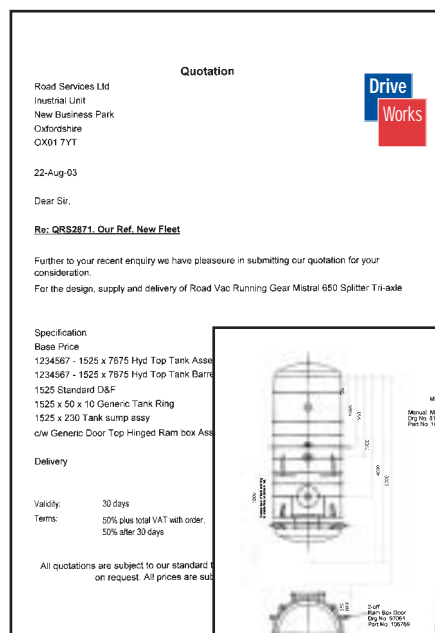 Quotation
Road Services Ltd
Inustrial Unit
New Business Park
Oxfordshire
OX01 7YT
Drive
Works
22-Aug-03
Dear Sir,
Re: QRS2871. Our Ref. New Fleet
Further to your recent enquiry we have pleaseure in submitting our quotation for your
consideration.
For the design, supply and delivery of Road Vac Running Gear Mistral 650 Splitter Tri-axle
Specification
Base Price
1234567 - 1525 x 7675 Hyd Top Tank Asse
1234567 - 1525 x 7675 Hyd Top Tank Barre
1525 Standard D&F
1525 x 50 x 10 Generic Tank Ring
1525 x 230 Tank sump assy
c/w Generic Door Top Hinged Ram box Ass
Delivery
Validity: 30 days
Terms: 50% plus total VAT with order,
50% after 30 days
All quotations are subject to our standard t
on request. All prices are sub
2-off
Ram Box Door